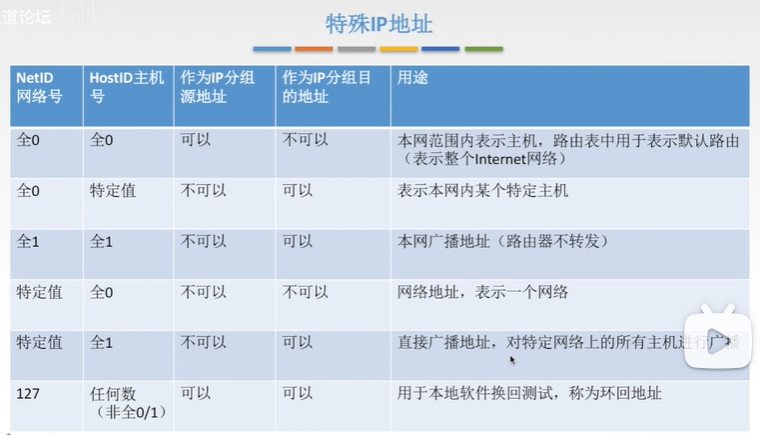 道论坛
特殊IP地址
NetID 网络号 HostID主机号 作为IP分组源地址 作为IP分组目的地址 用途
全0 全0 可以 不可以 本网范围内表示主机，路由表中用于表示默认路由（表示整个Internet网络）
全0 特定值 不可以 可以 表示本网内某个特定主机
全1 全1 不可以 可以 本网广播地址（路由器不转发）
特定值 全0 不可以 不可以 网络地址，表示一个网络
特定值 全1 不可以 可以 直接广播地址，对特定网络上的所有主机进行广播
127 任何数（非全0/1） 可以 可以 用于本地软件换回测试，称为环回地址